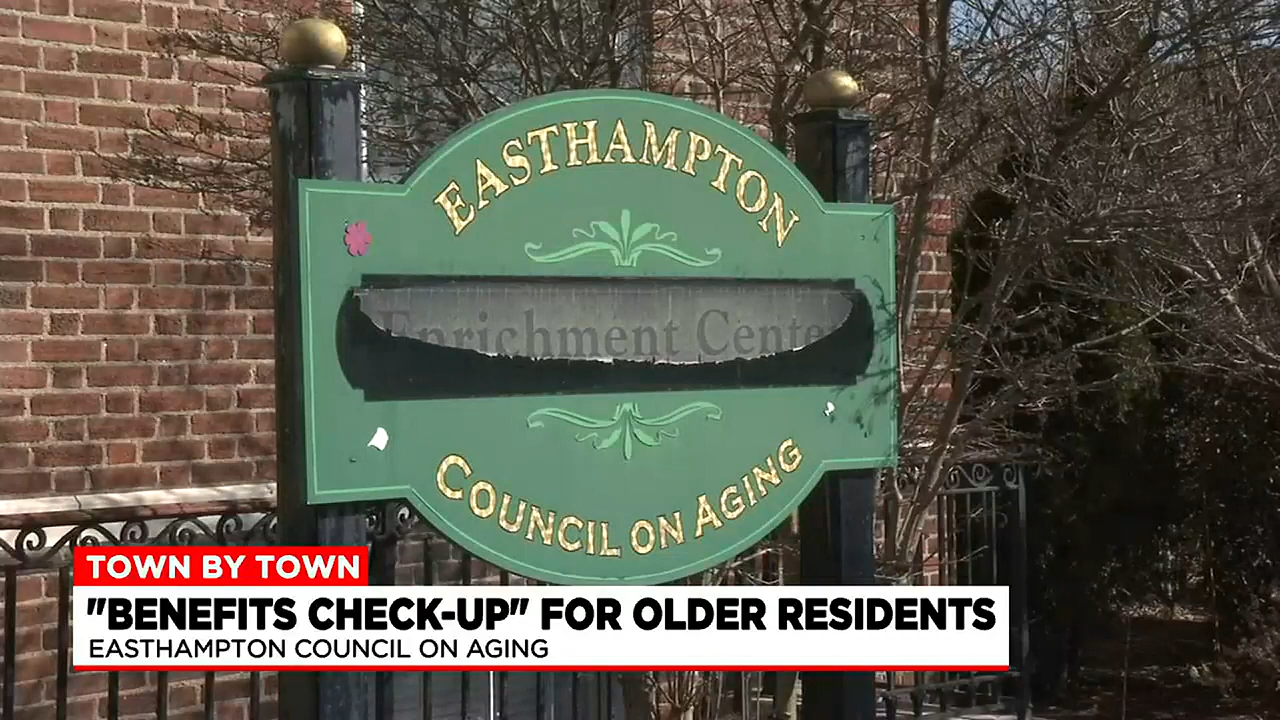 EASTHAMPTON
Enrichment Center
COUNCIL ON AGING
TOWN BY TOWN
"BENEFITS CHECK-UP" FOR OLDER RESIDENTS
EASTHAMPTON COUNCIL ON AGING